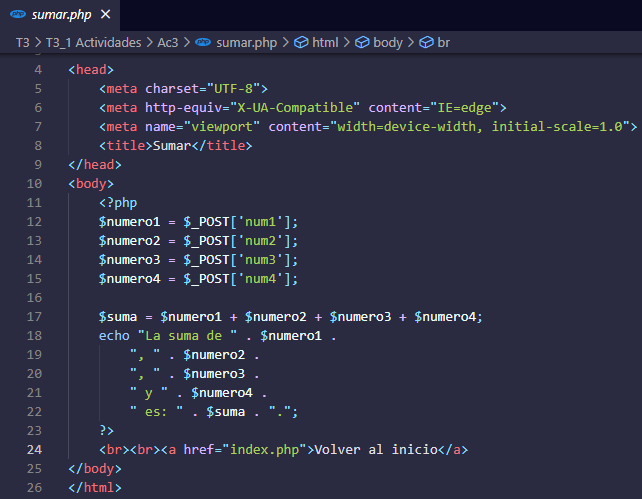 php sumar.php ×
T3 > T3_1 Actividades > Ac3 > php sumar.php > html > body > br
4 <head>
5     <meta charset="UTF-8">
6     <meta http-equiv="X-UA-Compatible" content="IE=edge">
7     <meta name="viewport" content="width=device-width, initial-scale=1.0">
8     <title>Sumar</title>
9 </head>
10 <body>
11     <?php
12     $numero1 = $_POST['num1'];
13     $numero2 = $_POST['num2'];
14     $numero3 = $_POST['num3'];
15     $numero4 = $_POST['num4'];
16
17     $suma = $numero1 + $numero2 + $numero3 + $numero4;
18     echo "La suma de " . $numero1 .
19         ", " . $numero2 .
20         ", " . $numero3 .
21         " y " . $numero4 .
22         " es: " . $suma . ".";
23     ?>
24     <br><br><a href="index.php">Volver al inicio</a>
25 </body>
26 </html>